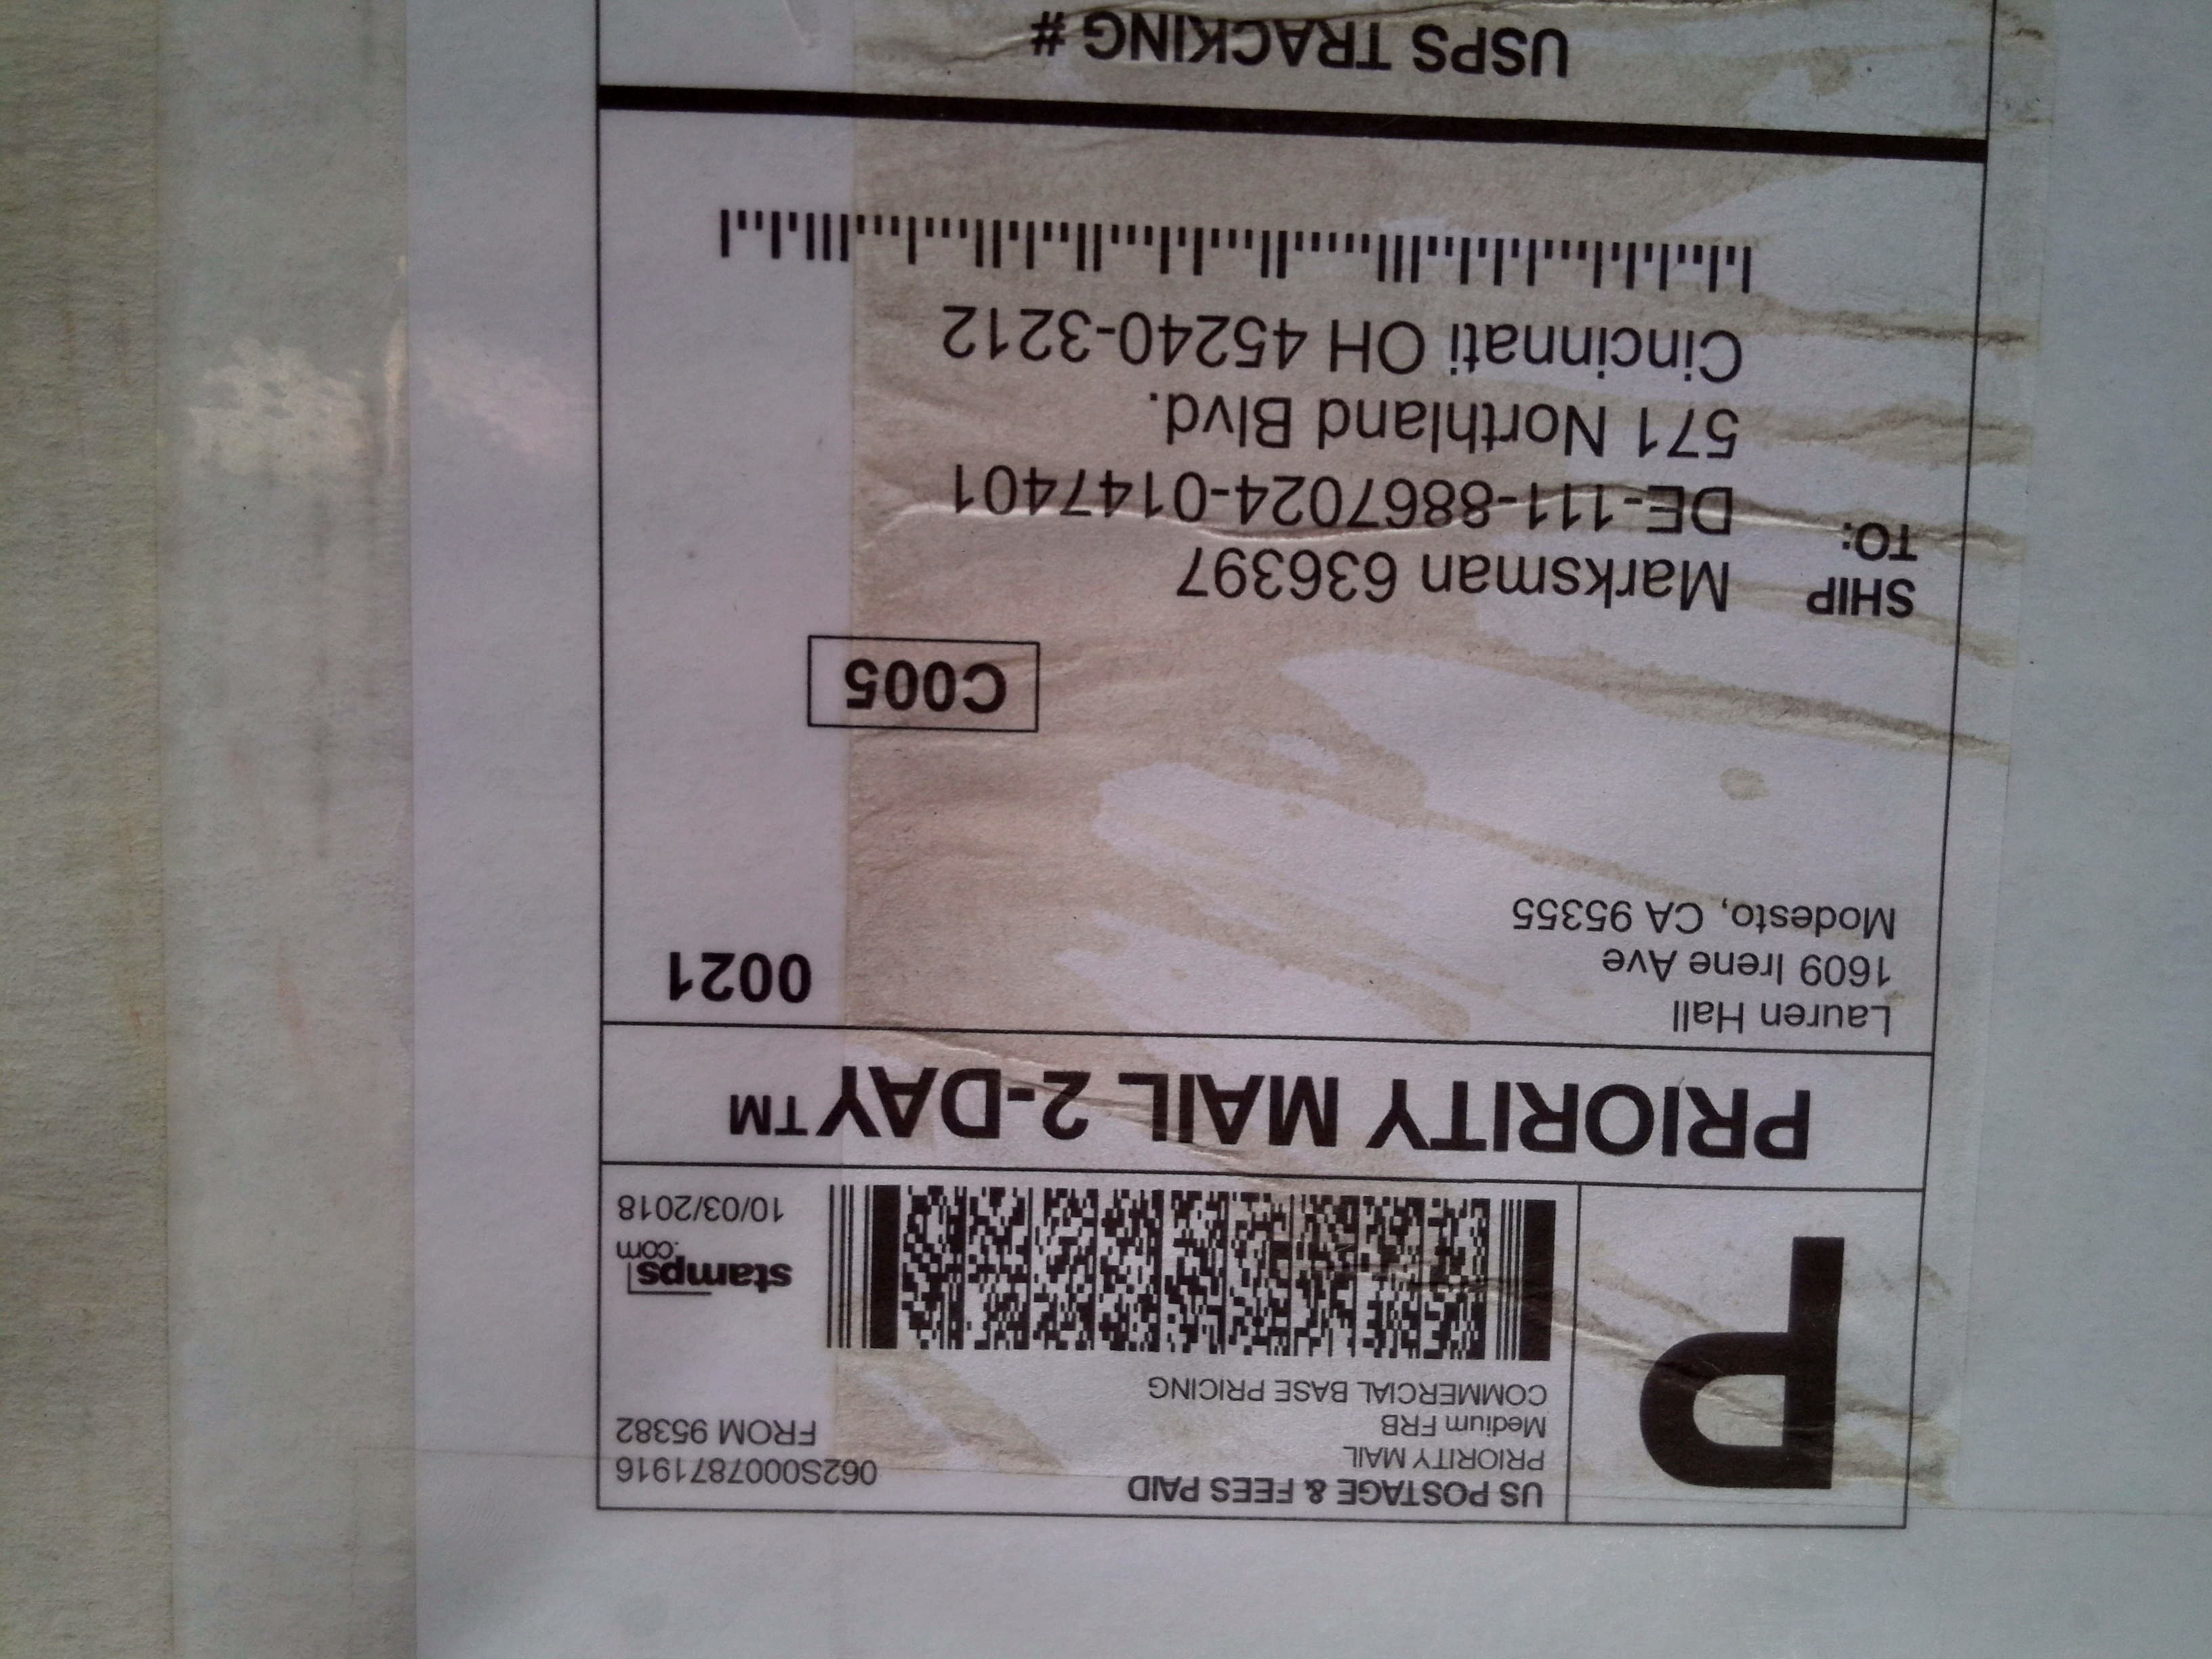 P
US POSTAGE & FEES PAID
PRIORITY MAIL
Medium FRB
COMMERCIAL BASE PRICING
062S0007871916
FROM 95382
stamps
.com
10/03/2018
PRIORITY MAIL 2-DAY™
Lauren Hall
1609 Irene Ave
Modesto, CA 95355
0021
C005
SHIP
TO:
Marksman 636397
DE-111-8867024-0147401
571 Northland Blvd.
Cincinnati OH 45240-3212
USPS TRACKING #